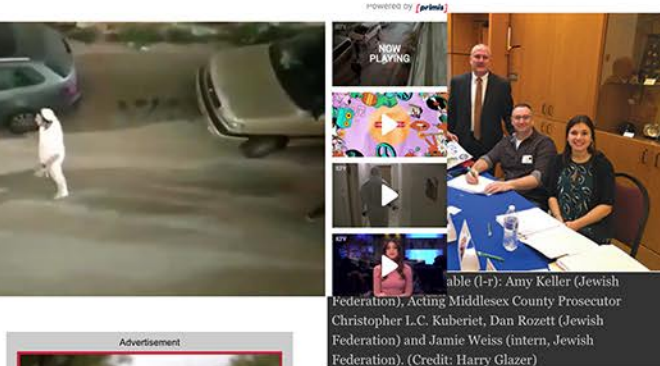 Powered by [primis]
NOW
PLAYING
able (l-r): Amy Keller (Jewish
Federation), Acting Middlesex County Prosecutor
Christopher L.C. Kuberiet, Dan Rozett (Jewish
Federation) and Jamie Weiss (intern, Jewish
Federation). (Credit: Harry Glazer)
Advertisement